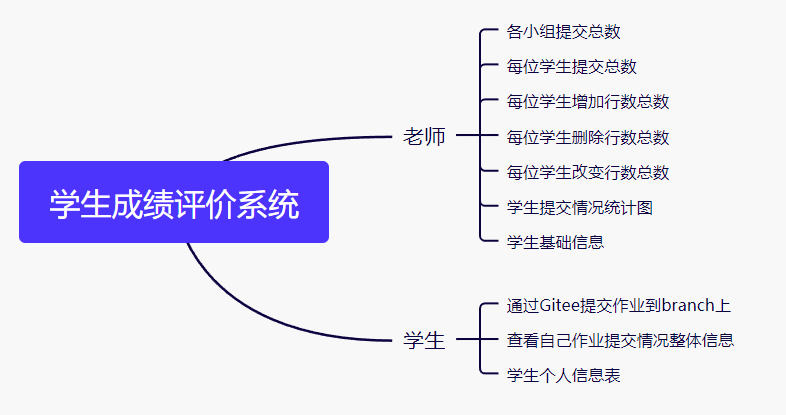 学生成绩评价系统
老师
各小组提交总数
每位学生提交总数
每位学生增加行数总数
每位学生删除行数总数
每位学生改变行数总数
学生提交情况统计图
学生基础信息
学生
通过Gitee提交作业到branch上
查看自己作业提交情况整体信息
学生个人信息表